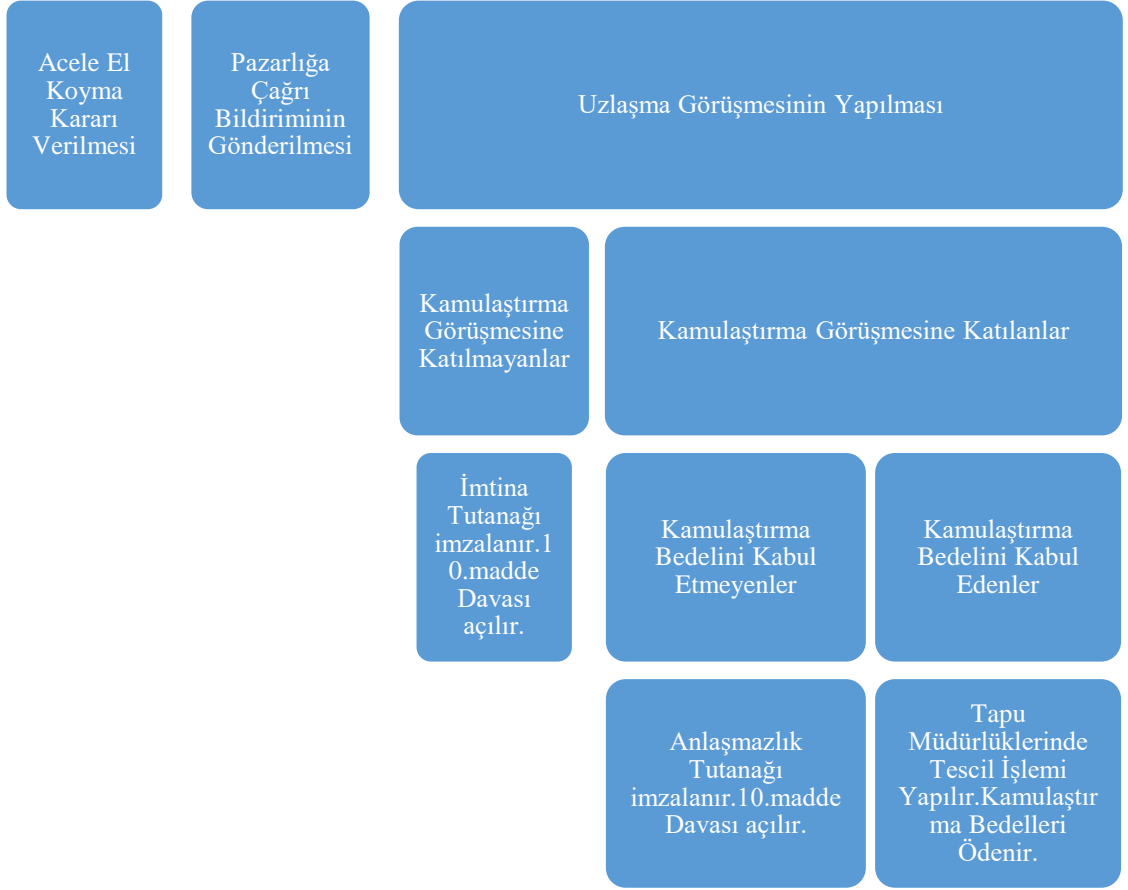 Acele El
Koyma
Kararı
Verilmesi
Pazarlığa
Çağrı
Bildiriminin
Gönderilmesi
Uzlaşma Görüşmesinin Yapılması
Kamulaştırma
Görüşmesine
Katılmayanlar
Kamulaştırma Görüşmesine Katılanlar
İmtina
Tutanağı
imzalanır.1
0.madde
Davası
açılır.
Kamulaştırma
Bedelini Kabul
Etmeyenler
Kamulaştırma
Bedelini Kabul
Edenler
Anlaşmazlık
Tutanağı
imzalanır.10.madde
Davası açılır.
Tapu
Müdürlüklerinde
Tescil İşlemi
Yapılır.Kamulaştır
ma Bedelleri
Ödenir.